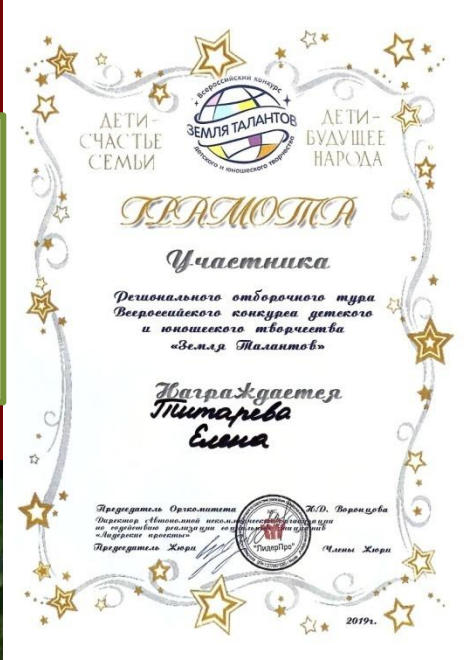 Всероссийский конкурс
ЗЕМЛЯ ТАЛАНТОВ
детского и юношеского творчества
ДЕТИ-
СЧАСТЬЕ
СЕМЬИ
ДЕТИ-
БУДУЩЕЕ
НАРОДА
ГРАМОТА
Участника
Регионального отборочного тура
Всероссийского конкурса детского
и юношеского творчества
«Земля Талантов»
Награждается
Титарева
Елена
Председатель Оргкомитета Воронцова
Директор Автономной некоммерческой организации
по содействию реализации социальных инициатив
«Лидерские проекты»
Председатель Жюри Члены Жюри
"ЛидерПро"
2019г.